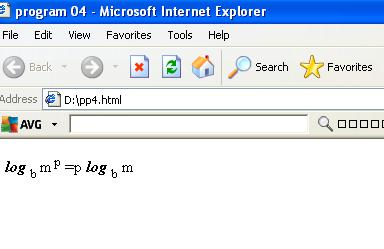 program 04 - Microsoft Internet Explorer
File Edit View Favorites Tools Help
Back Search Favorites
Address D:\pp4.html
AVG
log b m p =p log b m